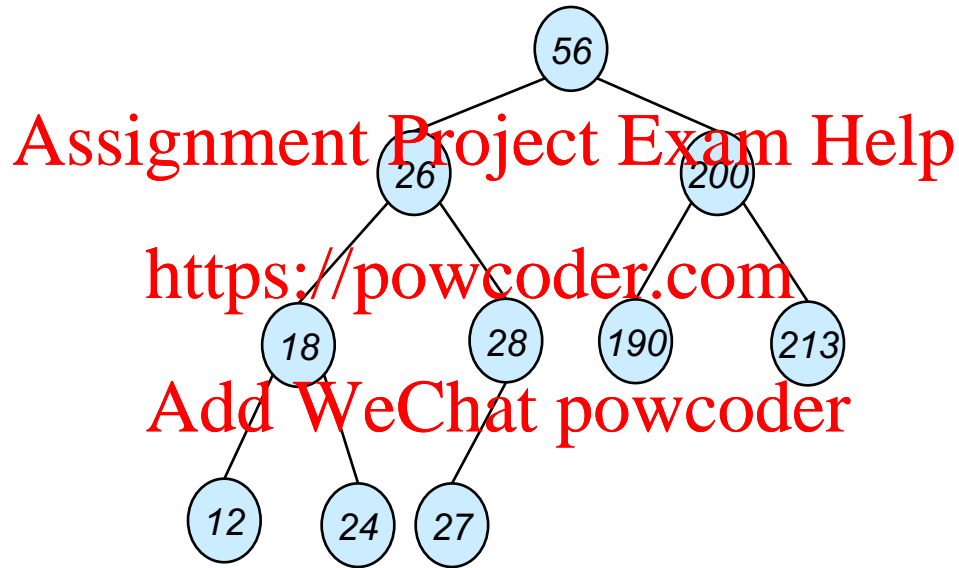 56
Assignment Project Exam Help
26 200
https://powcoder.com
18 28 190 213
Add WeChat powcoder
12 24 27